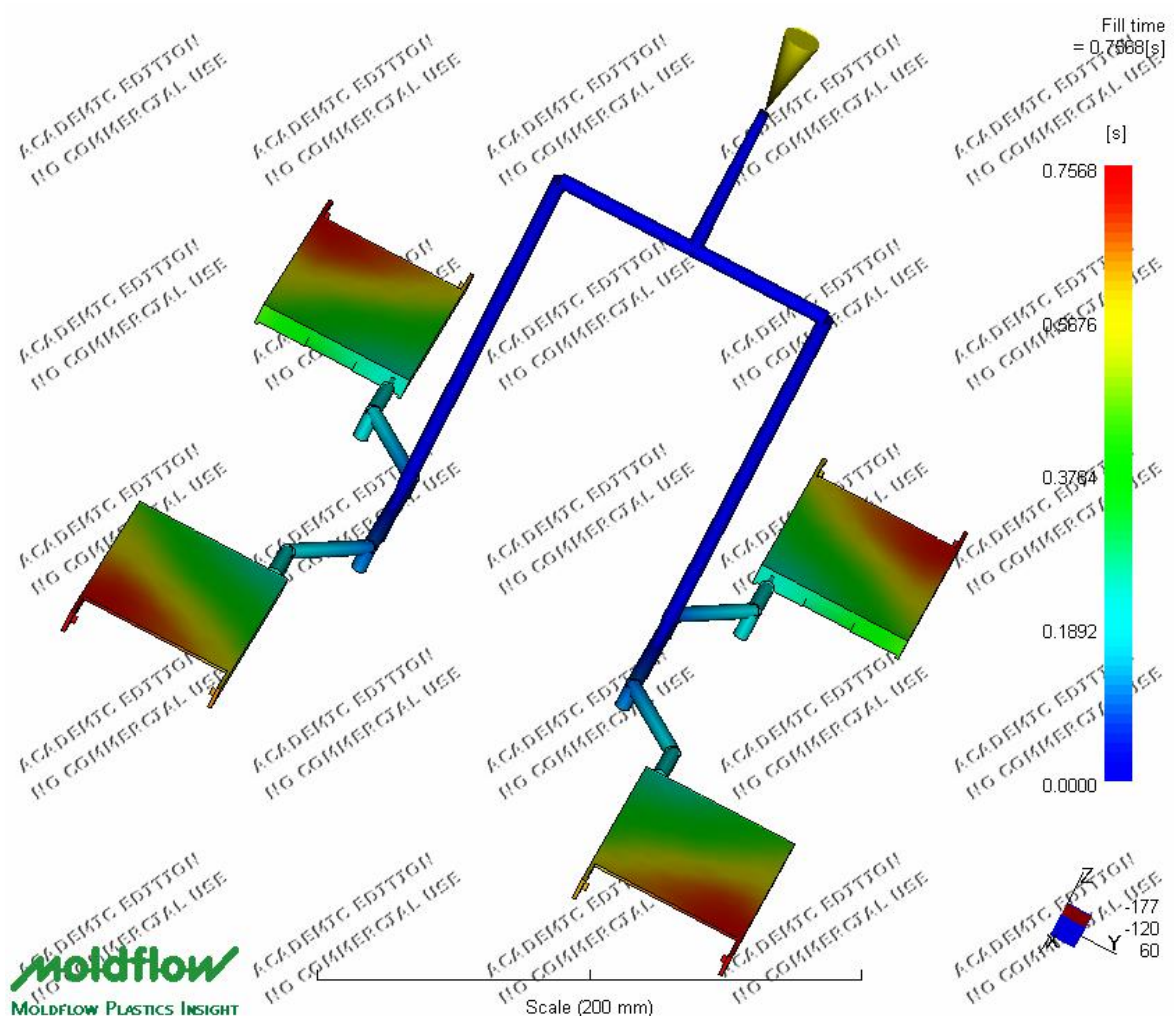 Fill time
= 0.7568[s]
[s]
0.7568
0.5676
0.3784
0.1892
0.0000
ACADEMIC EDITION
NO COMMERCIAL USE
Z
X
Y
-177
-120
60
moldflow
MOLDFLOW PLASTICS INSIGHT
Scale (200 mm)